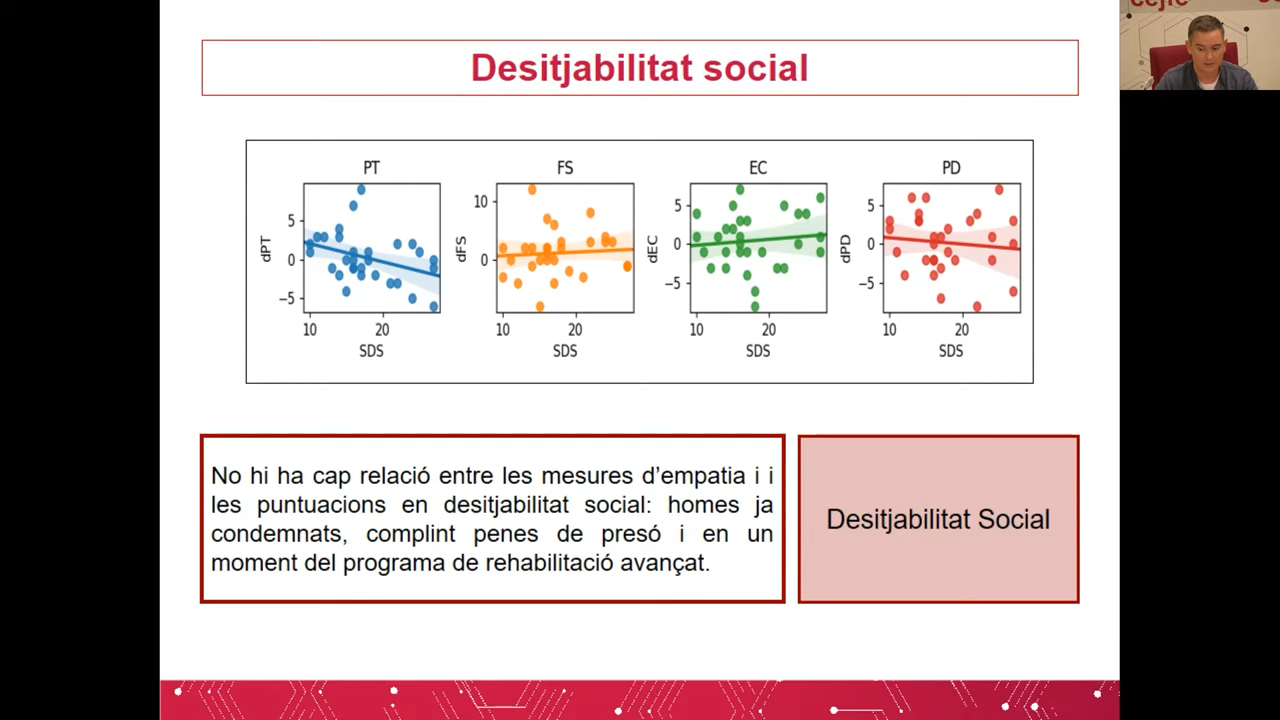 Desitjabilitat social
PT
FS
EC
PD
dPT
5
0
−5
10
20
SDS
dFS
10
0
10
20
SDS
dEC
5
0
−5
10
20
SDS
dPD
5
0
−5
10
20
SDS
No hi ha cap relació entre les mesures d’empatia i i
les puntuacions en desitjabilitat social: homes ja
condemnats, complint penes de presó i en un
moment del programa de rehabilitació avançat.
Desitjabilitat Social